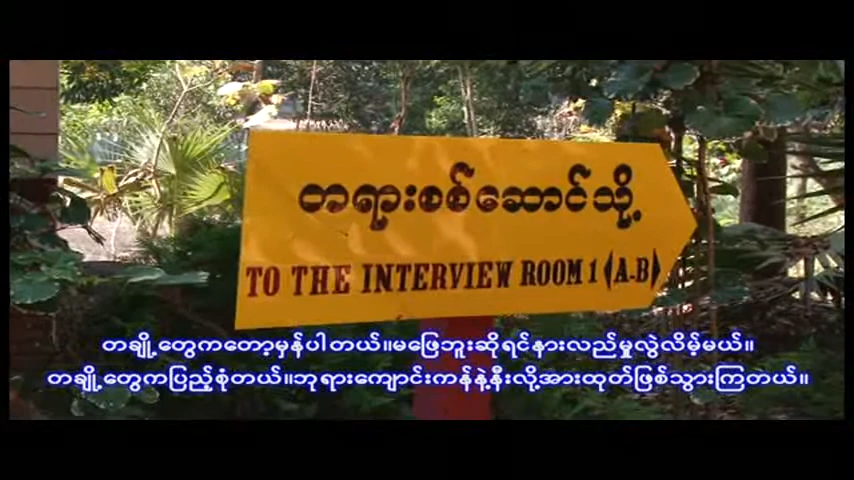 တရားစစ်ဆောင်သို့
TO THE INTERVIEW ROOM 1 (A-B)
တချို့တွေကတော့မှန်ပါ တယ်။မဖြေဘူးဆိုရင်နားလည်မှုလွဲလိမ့်မယ်။
တချို့တွေကပြည့်စုံတယ်။ဘုရားကျောင်းကန်နဲ့နီးလို့အားထုတ်ဖြစ်သွားကြတယ်။